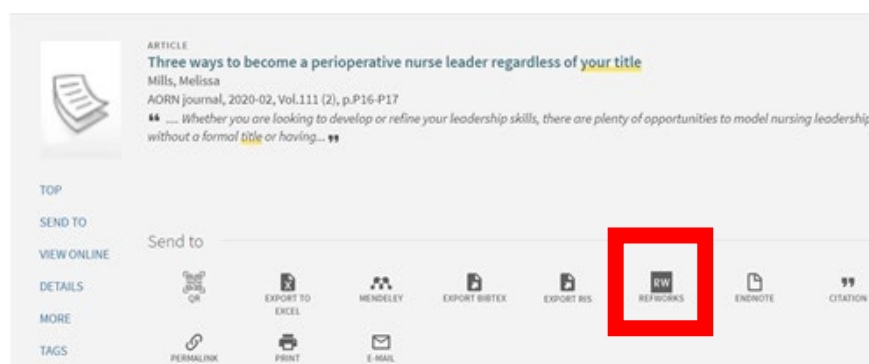 ARTICLE
Three ways to become a perioperative nurse leader regardless of your title
Mills, Melissa
AORN journal, 2020-02, Vol.111 (2), p.P16-P17
❝ .... Whether you are looking to develop or refine your leadership skills, there are plenty of opportunities to model nursing leadership
without a formal title or having... ❞
TOP
SEND TO
VIEW ONLINE
DETAILS
MORE
TAGS
Send to
QR
EXPORT TO
EXCEL
MENDELEY
EXPORT BIBTEX
EXPORT RIS
RW
REFWORKS
ENDNOTE
CITATION
PERMALINK
PRINT
E-MAIL